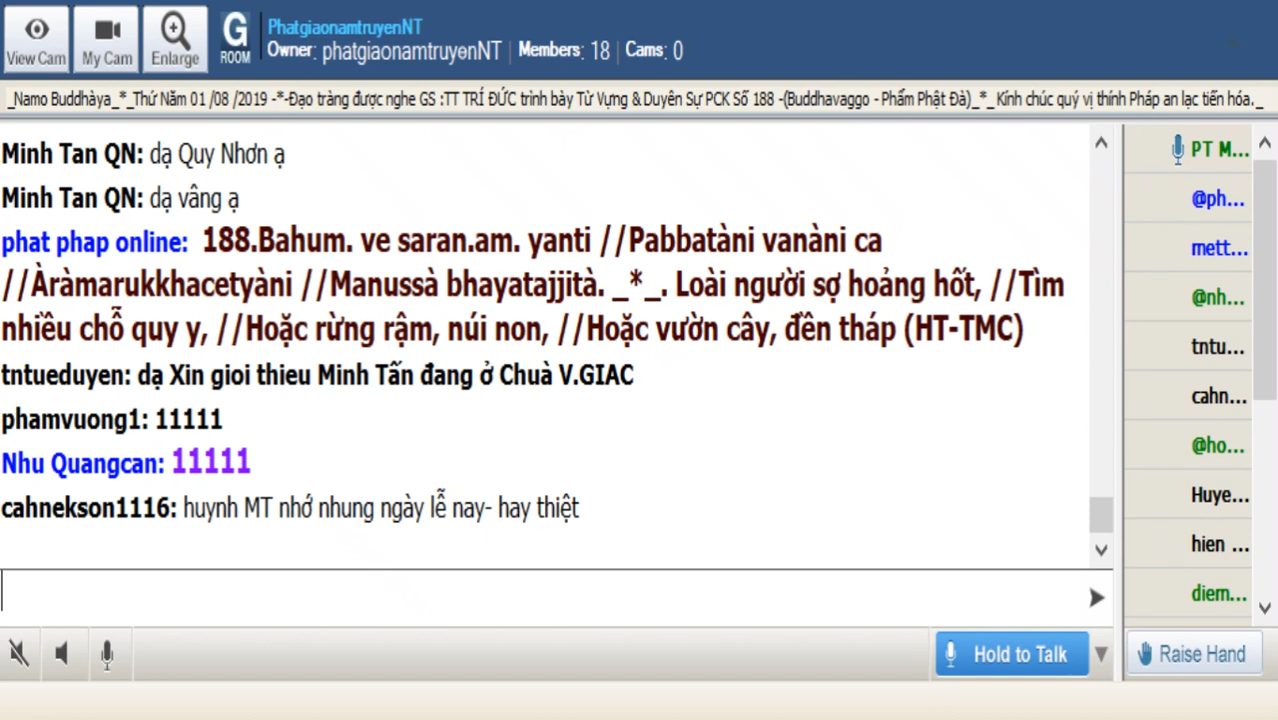 PhatgiaonamtruyenNT
View Cam
My Cam
Enlarge
G ROOM
Owner: phatgiaonamtruyenNT | Members: 18 | Cams: 0
_Namo Buddhàya_*_Thứ Năm 01 /08 /2019 -*-Đạo tràng được nghe GS :TT TRÍ ĐỨC trình bày Từ Vựng & Duyên Sự PCK Số 188 -(Buddhavaggo - Phẩm Phật Đà)_*_ Kính chúc quý vị thính Pháp an lạc tiến hóa._
Minh Tan QN: dạ Quy Nhơn ạ
Minh Tan QN: dạ vâng ạ
phat phap online: 188.Bahum. ve saran.am. yanti //Pabbatàni vanàni ca
//Àràmarukkhacetyàni //Manussà bhayatajjità. _*_. Loài người sợ hoảng hốt, //Tìm
nhiều chỗ quy y, //Hoặc rừng rậm, núi non, //Hoặc vườn cây, đền tháp (HT-TMC)
tntueduyen: dạ Xin gioi thieu Minh Tấn đang ở Chuà V.GIAC
phamvuong1: 11111
Nhu Quangcan: 11111
cahnekson1116: huynh MT nhớ nhung ngày lễ nay- hay thiệt
PT M...
@ph...
mett...
@nh...
tntu...
cahn...
@ho...
Huye...
hien ...
diem...
Hold to Talk
Raise Hand